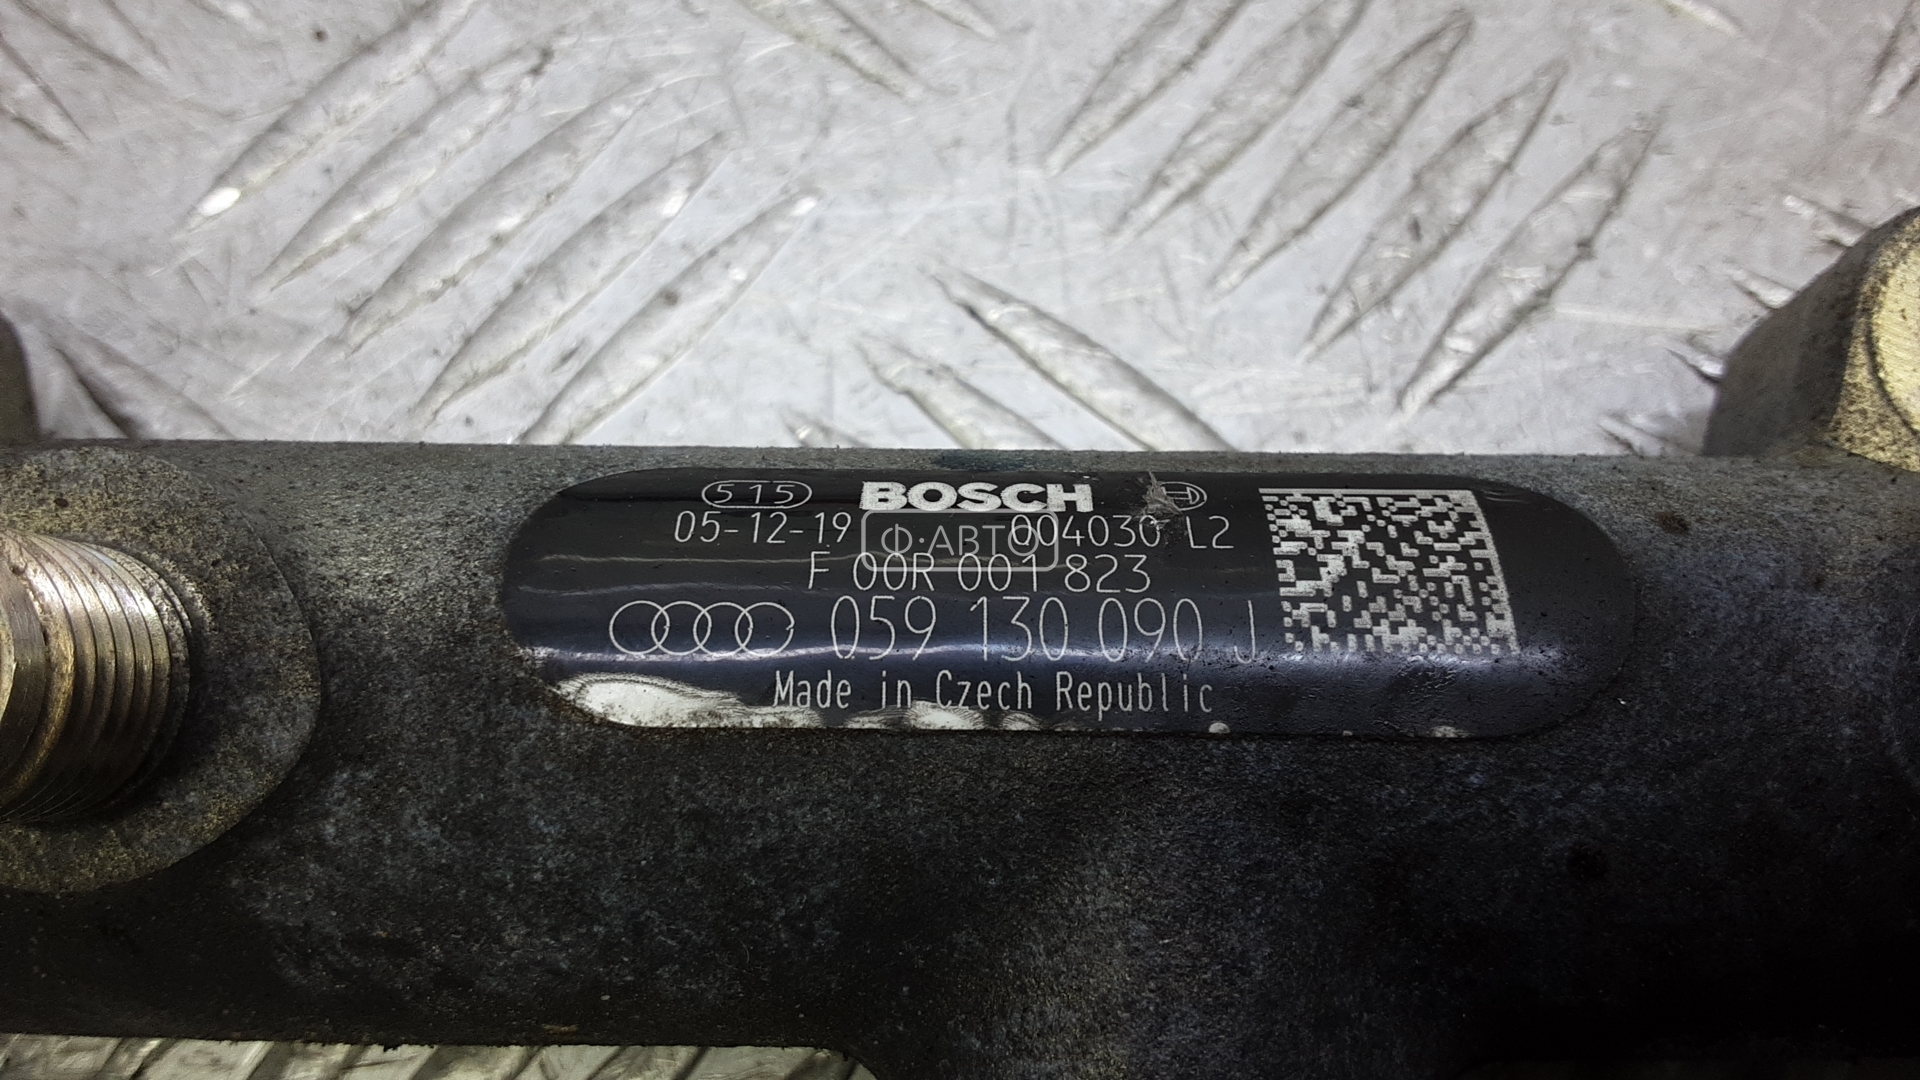 515 BOSCH
05-12-19 004030 L2
Ф·АВТО
F 00R 001 823
059 130 090 J
Made in Czech Republic